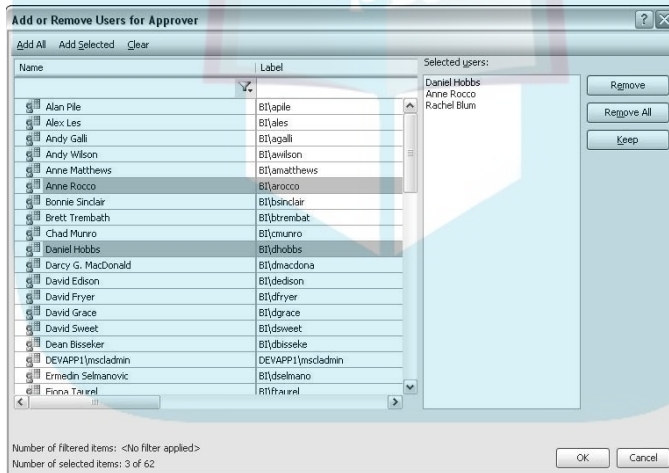 Add or Remove Users for Approver
Add All Add Selected Clear
Name Label
Alan Pile BI\apile
Alex Les BI\ales
Andy Galli BI\agalli
Andy Wilson BI\awilson
Anne Matthews BI\amatthews
Anne Rocco BI\arocco
Bonnie Sinclair BI\bsinclair
Brett Trembath BI\btrembat
Chad Munro BI\cmunro
Daniel Hobbs BI\dhobbs
Darcy G. MacDonald BI\dmacdona
David Edison BI\dedison
David Fryer BI\dfryer
David Grace BI\dgrace
David Sweet BI\dsweet
Dean Bisseker BI\dbisseke
DEVAPP1\mscladmin DEVAPP1\mscladmin
Ermedin Selmanovic BI\dselmano
Fiona Taurel BI\ftaurel
Selected users:
Daniel Hobbs
Anne Rocco
Rachel Blum
Remove
Remove All
Keep
Number of filtered items: <No filter applied>
Number of selected items: 3 of 62
OK Cancel